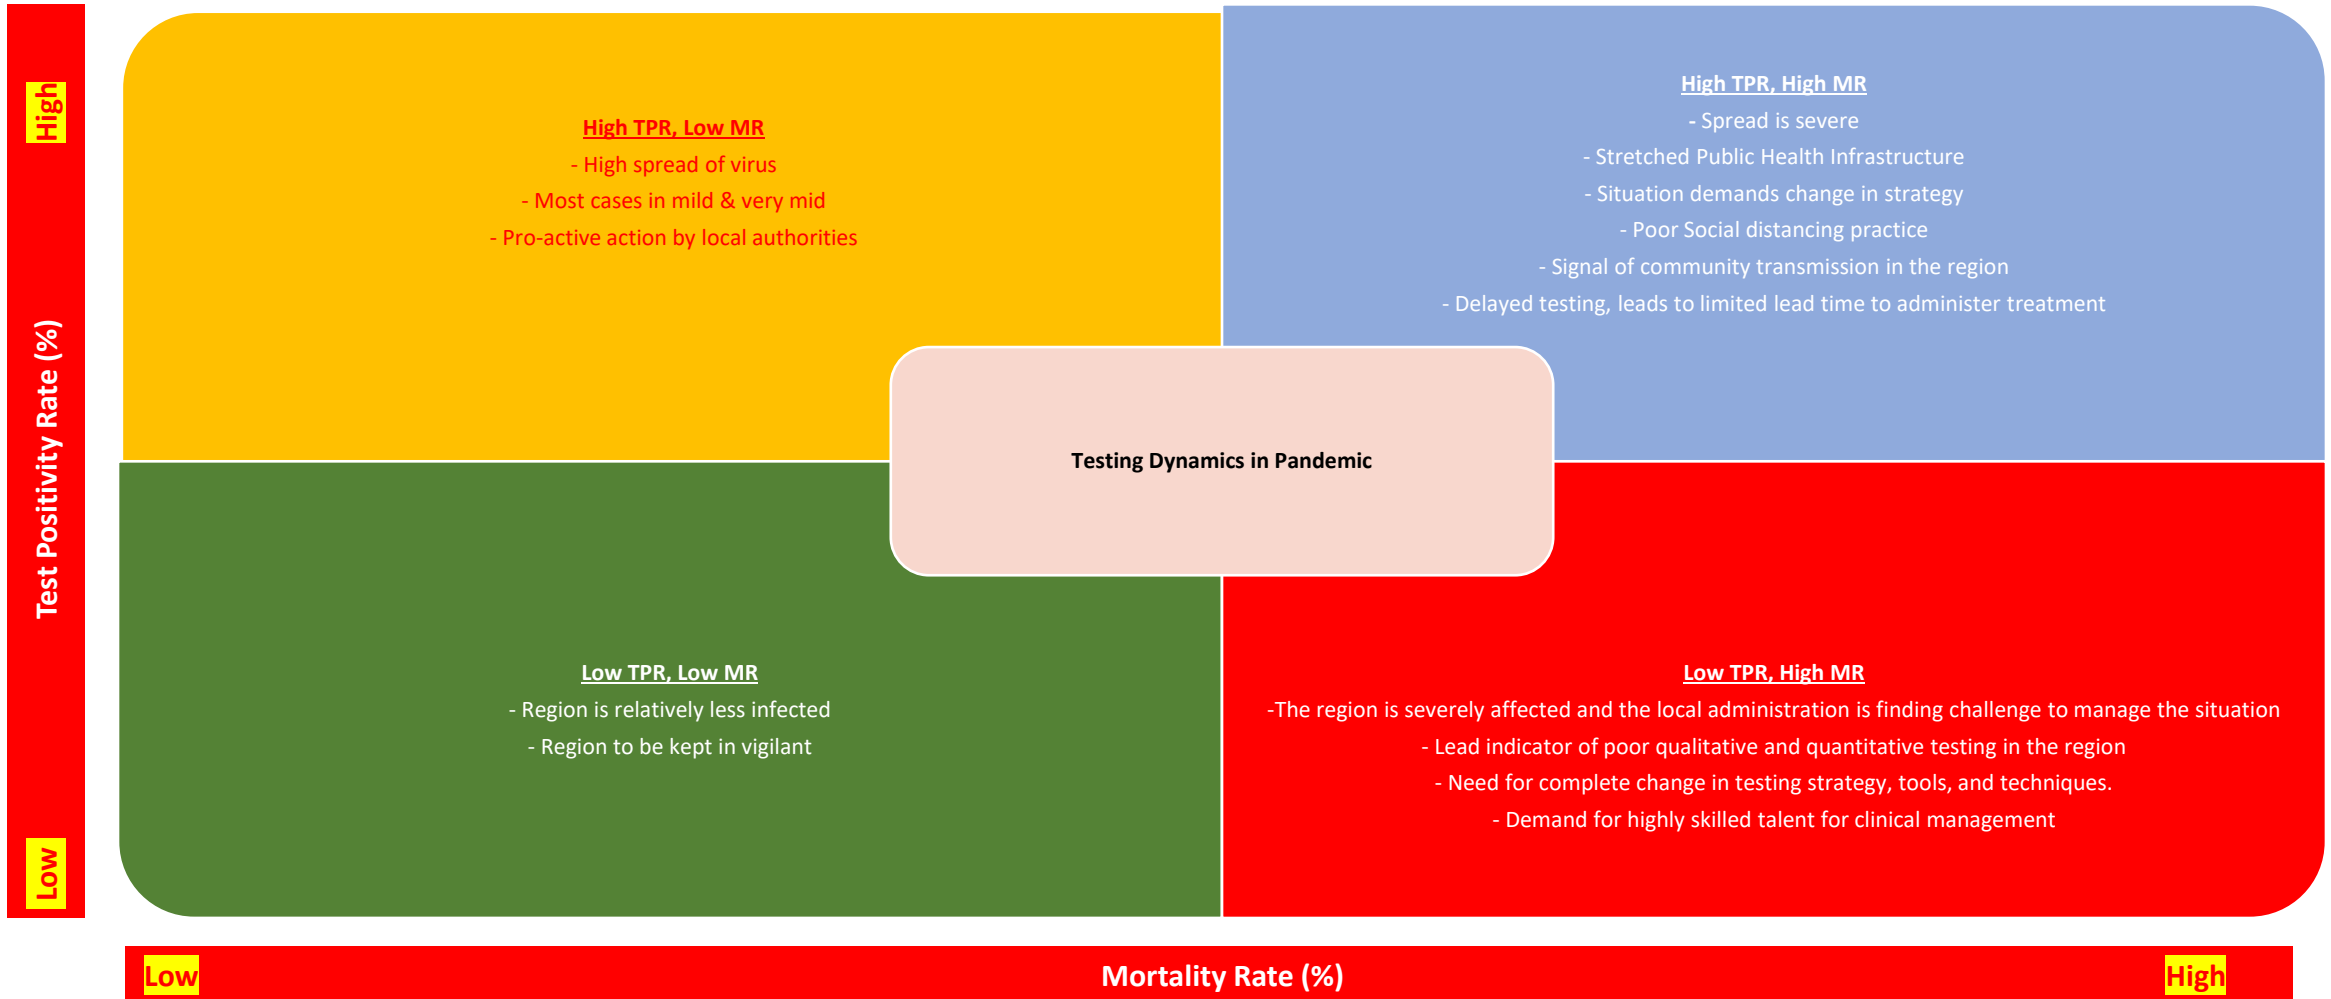 High
Test Positivity Rate (%)
Low
High TPR, Low MR
- High spread of virus
- Most cases in mild & very mid
- Pro-active action by local authorities
High TPR, High MR
- Spread is severe
- Stretched Public Health Infrastructure
- Situation demands change in strategy
- Poor Social distancing practice
- Signal of community transmission in the region
- Delayed testing, leads to limited lead time to administer treatment
Testing Dynamics in Pandemic
Low TPR, Low MR
- Region is relatively less infected
- Region to be kept in vigilant
Low TPR, High MR
-The region is severely affected and the local administration is finding challenge to manage the situation
- Lead indicator of poor qualitative and quantitative testing in the region
- Need for complete change in testing strategy, tools, and techniques.
- Demand for highly skilled talent for clinical management
Low
Mortality Rate (%)
High